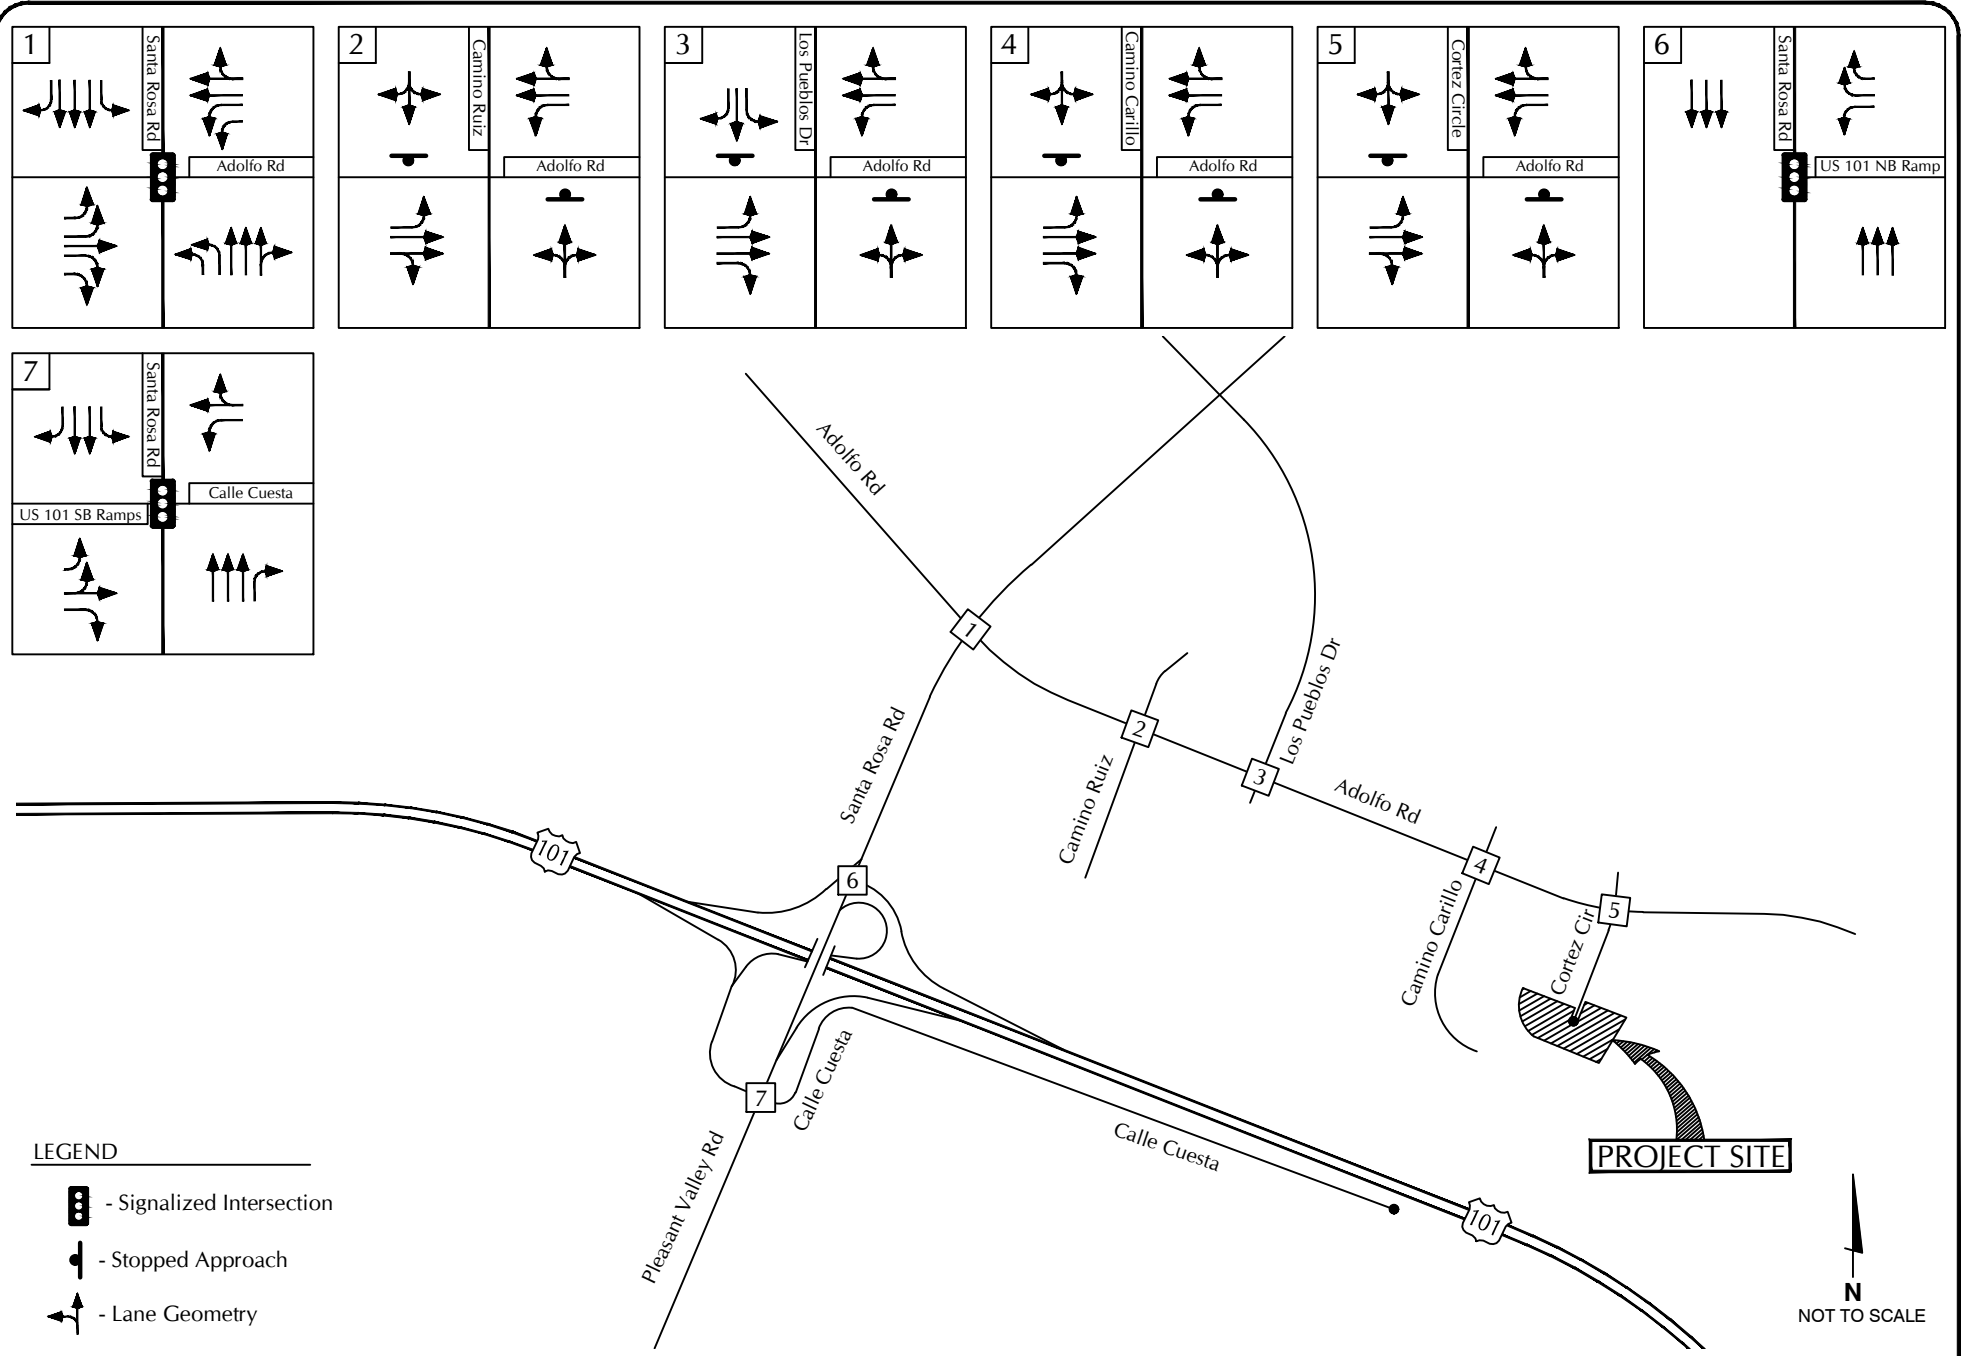 1
Santa Rosa Rd
Adolfo Rd
2
Camino Ruiz
Adolfo Rd
3
Los Pueblos Dr
Adolfo Rd
4
Camino Carillo
Adolfo Rd
5
Cortez Circle
Adolfo Rd
6
Santa Rosa Rd
US 101 NB Ramp
7
Santa Rosa Rd
Calle Cuesta
US 101 SB Ramps
Adolfo Rd
1
Los Pueblos Dr
2
3
Santa Rosa Rd
Camino Ruiz
Adolfo Rd
101
4
6
5
Camino Carillo
Cortez Cir
7
Calle Cuesta
Calle Cuesta
PROJECT SITE
Pleasant Valley Rd
101
LEGEND
- Signalized Intersection
- Stopped Approach
- Lane Geometry
N
NOT TO SCALE